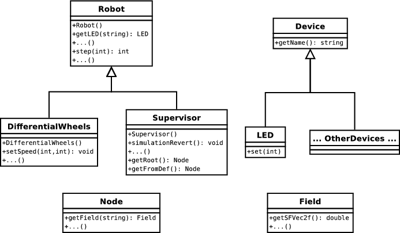 Robot
+Robot()
+getLED(string): LED
+...()
+step(int): int
+...()
Device
+getName(): string
DifferentialWheels
+DifferentialWheels()
+setSpeed(int,int): void
+...()
Supervisor
+Supervisor()
+simulationRevert(): void
+...()
+getRoot(): Node
+getFromDef(): Node
LED
+set(int)
... OtherDevices ...
Node
+getField(string): Field
+...()
Field
+getSFVec2f(): double
+...()